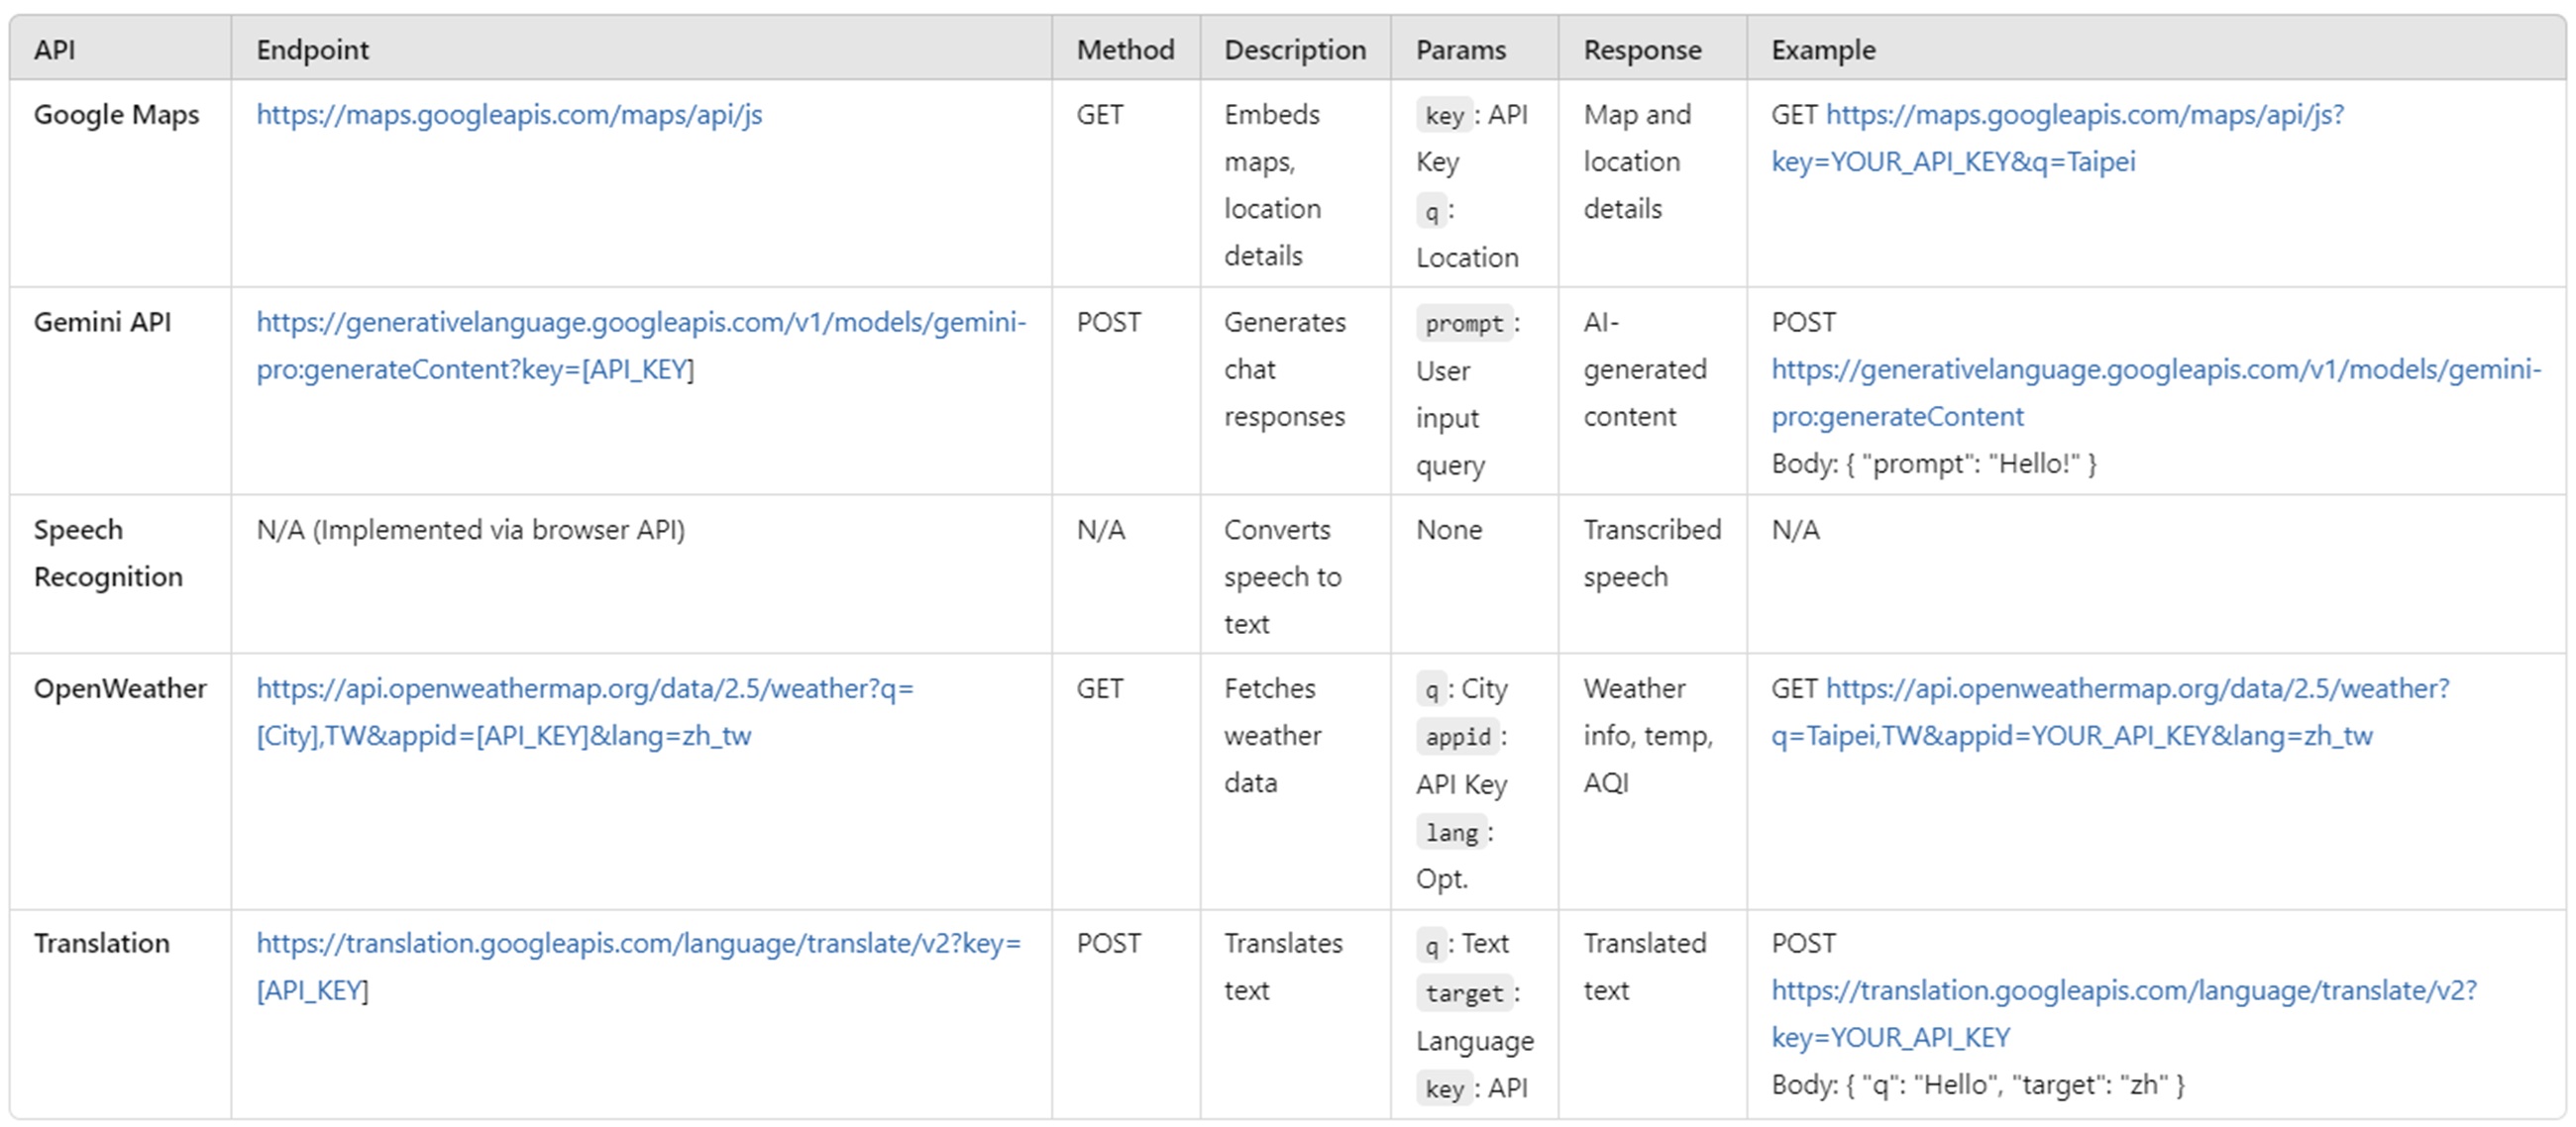 API Endpoint Method Description Params Response Example
Google Maps https://maps.googleapis.com/maps/api/js GET Embeds key : API Map and GET https://maps.googleapis.com/maps/api/js?
maps, Key location key=YOUR_API_KEY&q=Taipei
location q : details
details Location
Gemini API https://generativelanguage.googleapis.com/v1/models/gemini- POST Generates prompt : AI- POST
pro:generateContent?key=[API_KEY] chat User generated https://generativelanguage.googleapis.com/v1/models/gemini-
responses input content pro:generateContent
query Body: { "prompt": "Hello!" }
Speech N/A (Implemented via browser API) N/A Converts None Transcribed N/A
Recognition speech to speech
text
OpenWeather https://api.openweathermap.org/data/2.5/weather?q= GET Fetches q : City Weather GET https://api.openweathermap.org/data/2.5/weather?
[City],TW&appid=[API_KEY]&lang=zh_tw weather appid : info, temp, q=Taipei,TW&appid=YOUR_API_KEY&lang=zh_tw
data API Key AQI
lang :
Opt.
Translation https://translation.googleapis.com/language/translate/v2?key= POST Translates q : Text Translated POST
[API_KEY] text target : text https://translation.googleapis.com/language/translate/v2?
Language key=YOUR_API_KEY
key : API Body: { "q": "Hello", "target": "zh" }